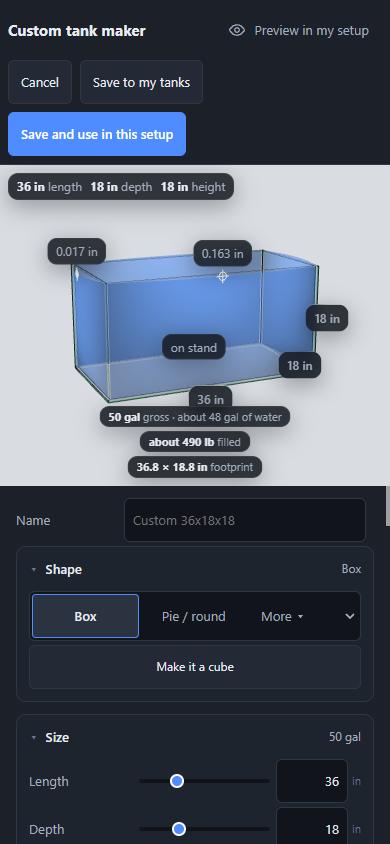 Custom tank maker
Preview in my setup
Cancel
Save to my tanks
Save and use in this setup
36 in length 18 in depth 18 in height
0.017 in
0.163 in
18 in
on stand
18 in
36 in
50 gal gross · about 48 gal of water
about 490 lb filled
36.8 × 18.8 in footprint
Name
Custom 36x18x18
Shape
Box
Box
Pie / round
More
Make it a cube
Size
50 gal
Length
36 in
Depth
18 in